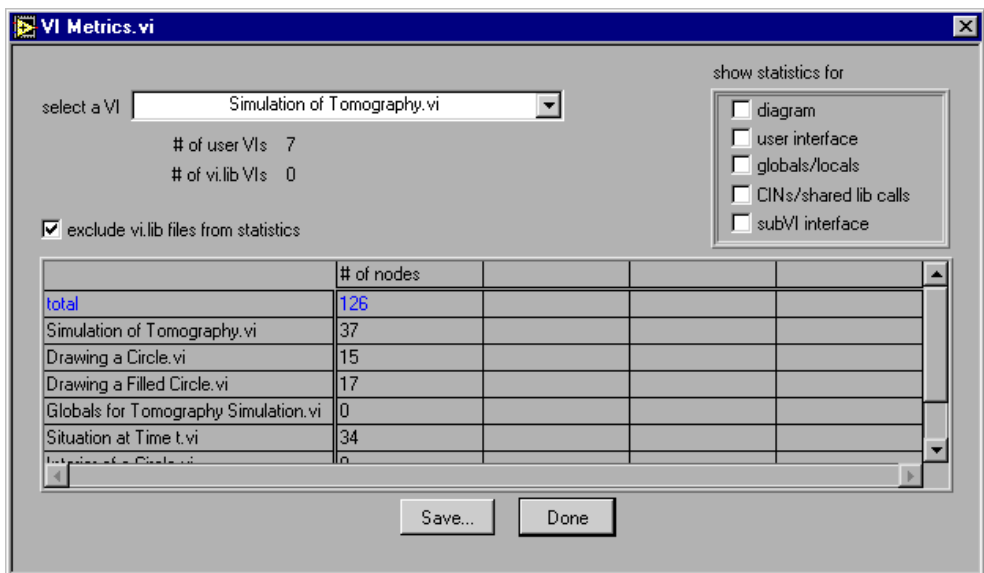 VI Metrics.vi
show statistics for
select a VI Simulation of Tomography.vi
diagram
# of user VIs 7
user interface
# of vi.lib VIs 0
globals/locals
CINs/shared lib calls
exclude vi.lib files from statistics
subVI interface
# of nodes
total 126
Simulation of Tomography.vi 37
Drawing a Circle.vi 15
Drawing a Filled Circle.vi 17
Globals for Tomography Simulation.vi 0
Situation at Time t.vi 34
Save... Done